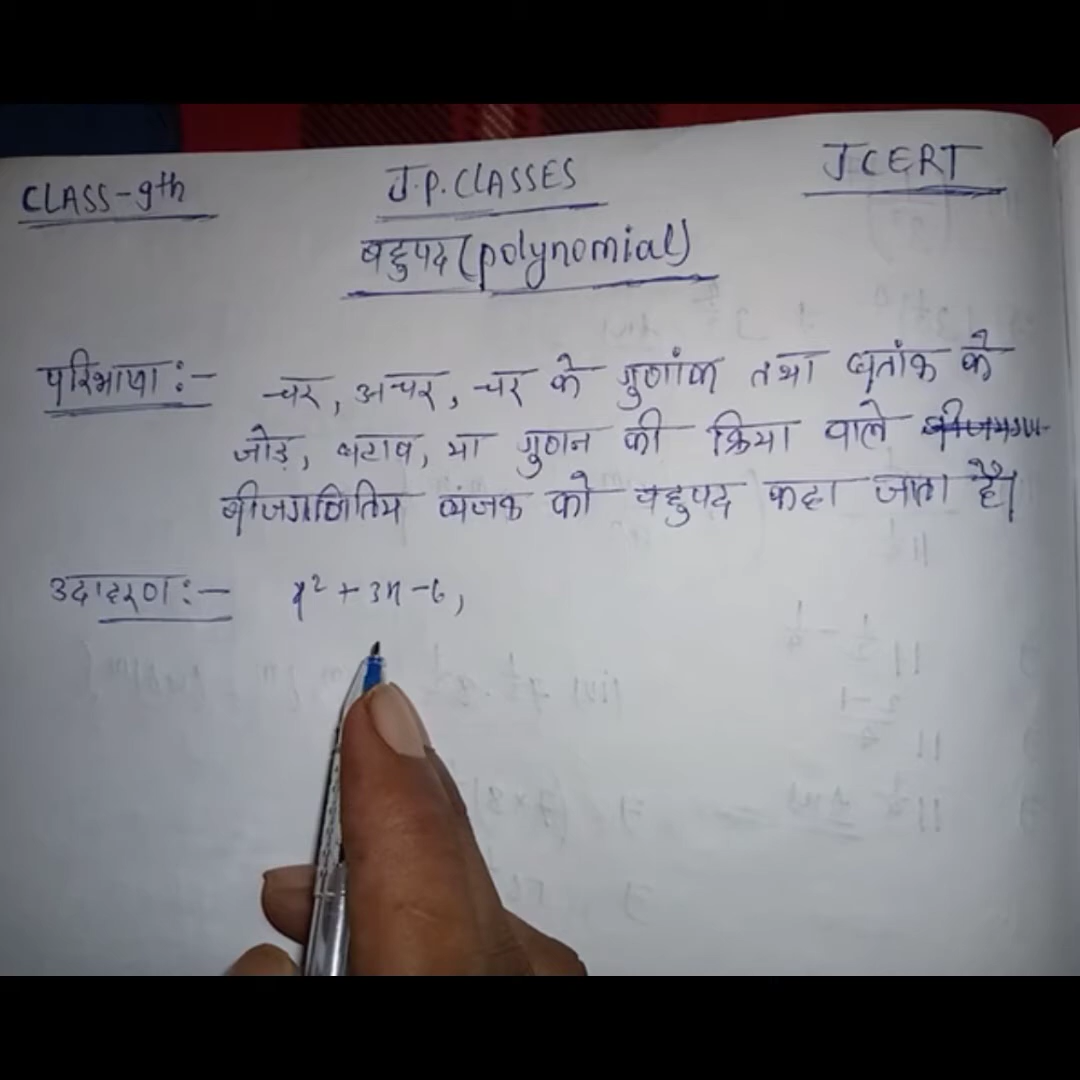 CLASS-9th J.P.CLASSES JCERT
बहुपद (polynomial)
परिभाषा :- चर, अचर, चर के गुणांक तथा घतांक के
जोड़, घटाव, या गुणन की क्रिया वाले
बीजगणितिय व्यंजक को बहुपद कहा जाता है।
उदाहरण :- x² + 3x - 6,